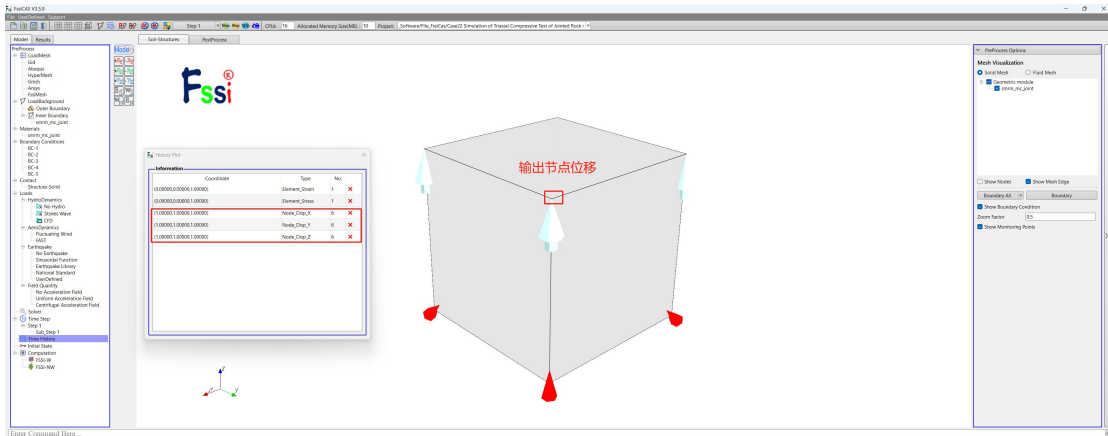 FssiCAS V3.5.8
File UserDefined Support
Step 1
CPUs 16 Allocated Memory Size(MB) : 10 Project: _Software/File_FssiCas/Case22 Simulation of Triaxial Compressive Test of Jointed Rock/
Model Results
Soil-Structures PostProcess
PreProcess
LoadMesh
Gid
Abaqus
HyperMesh
Gmsh
Ansys
FssiMesh
LoadBackground
Outer Boundary
Inner Boundary
smrm_mc_joint
Materials
smrm_mc_joint
Boundary Conditions
BC-1
BC-2
BC-3
BC-4
BC-5
Contact
Structure-Solid
Loads
HydroDynamics
No Hydro
Stokes Wave
CFD
AeroDynamics
Fluctuating Wind
FAST
Earthquake
No Earthquake
Sinusoidal Function
Earthquake Library
National Standard
UserDefined
Field Quantity
No Acceleration Field
Uniform Acceleration Field
Centrifugal Acceleration Field
Solver
Time Step
Step 1
Sub_Step 1
Time History
Initial State
Computation
FSSI-W
FSSI-NW
Model
Fssi®
History Plot
Information
Coordinate Type No.
(0.00000,0.00000,1.00000) Element_Strain 1
(0.00000,0.00000,1.00000) Element_Stress 1
(1.00000,1.00000,1.00000) Node_Disp_X 6
(1.00000,1.00000,1.00000) Node_Disp_Y 6
(1.00000,1.00000,1.00000) Node_Disp_Z 6
输出节点位移
PreProcess Options
Mesh Visualization
Solid Mesh Fluid Mesh
Geometric module
smrm_mc_joint
Show Nodes Show Mesh Edge
Boundary All Boundary
Show Boundary Condition
Zoom Factor 0.5
Show Monitoring Points
Enter Command Here...